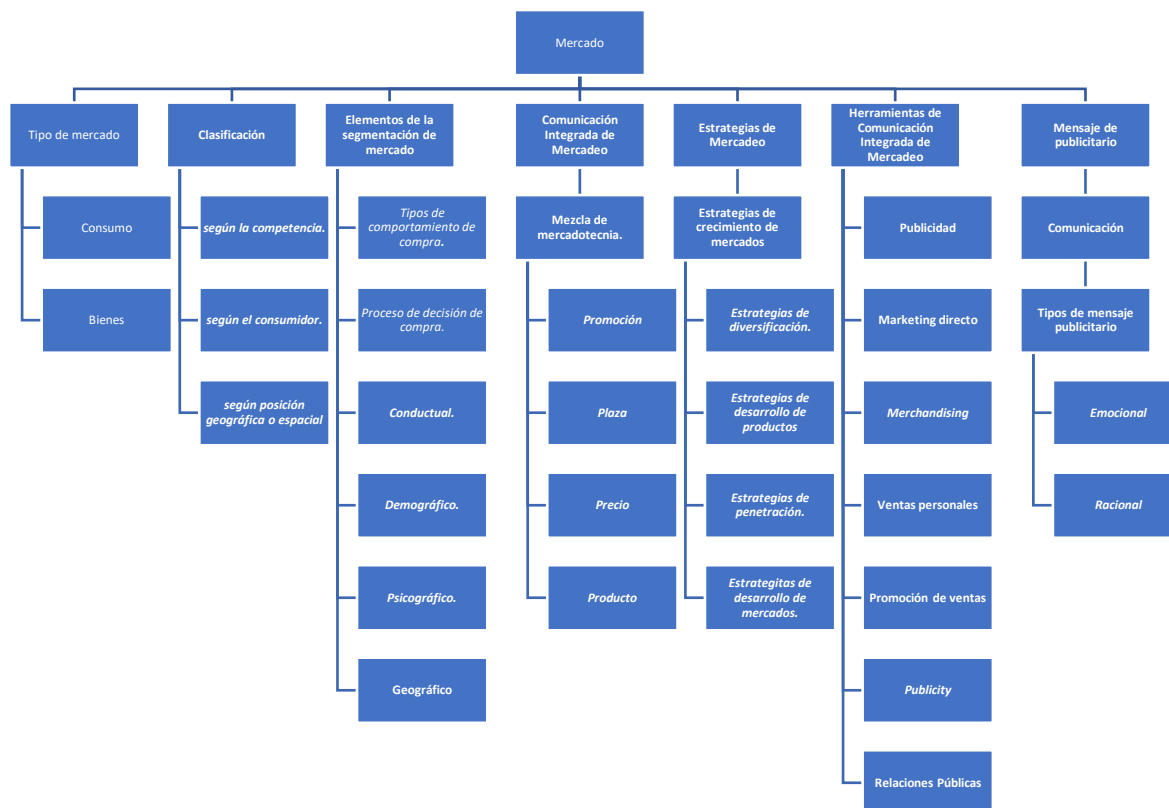 Mercado
Tipo de mercado
Consumo
Bienes
Clasificación
según la competencia.
según el consumidor.
según posición
geográfica o espacial
Elementos de la
segmentación de
mercado
Tipos de
comportamiento de
compra.
Proceso de decisión de
compra.
Conductual.
Demográfico.
Psicográfico.
Geográfico
Comunicación
Integrada de
Mercadeo
Mezcla de
mercadotecnia.
Promoción
Plaza
Precio
Producto
Estrategias de
Mercadeo
Estrategias de
crecimiento de
mercados
Estrategias de
diversificación.
Estrategias de
desarrollo de
productos
Estrategias de
penetración.
Estrategitas de
desarrollo de
mercados.
Herramientas de
Comunicación
Integrada de
Mercadeo
Publicidad
Marketing directo
Merchandising
Ventas personales
Promoción de ventas
Publicity
Relaciones Públicas
Mensaje de
publicitario
Comunicación
Tipos de mensaje
publicitario
Emocional
Racional